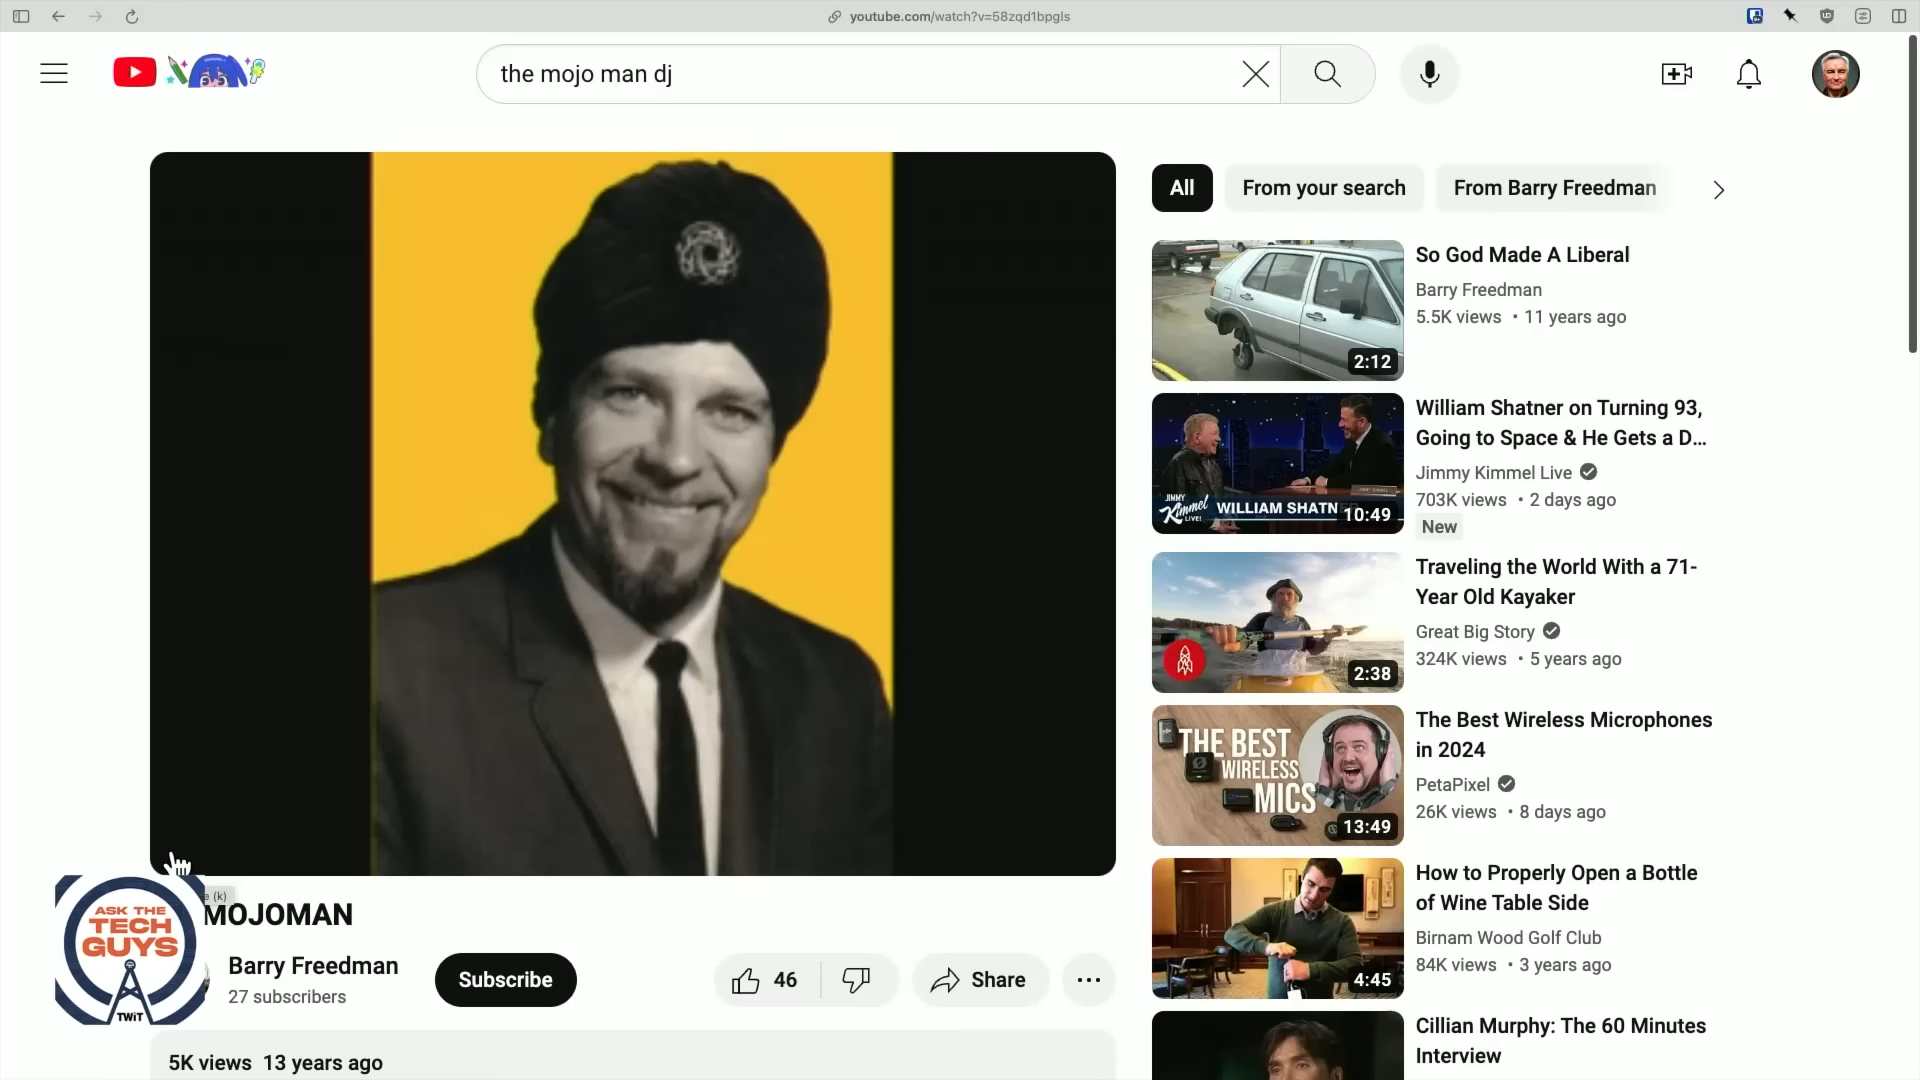 youtube.com/watch?v=58zqd1bpgls
the mojo man dj
All
From your search
From Barry Freedman
So God Made A Liberal
Barry Freedman
5.5K views • 11 years ago
2:12
William Shatner on Turning 93,
Going to Space & He Gets a D...
Jimmy Kimmel Live
703K views • 2 days ago
New
JIMMY
Kimmel
LIVE!
WILLIAM SHATN
10:49
Traveling the World With a 71-
Year Old Kayaker
Great Big Story
324K views • 5 years ago
2:38
The Best Wireless Microphones
in 2024
PetaPixel
26K views • 8 days ago
THE BEST
WIRELESS
MICS
13:49
How to Properly Open a Bottle
of Wine Table Side
Birnam Wood Golf Club
84K views • 3 years ago
4:45
Cillian Murphy: The 60 Minutes
Interview
(k)
MOJOMAN
ASK THE
TECH
GUYS
TWiT
Barry Freedman
27 subscribers
Subscribe
46
Share
5K views 13 years ago